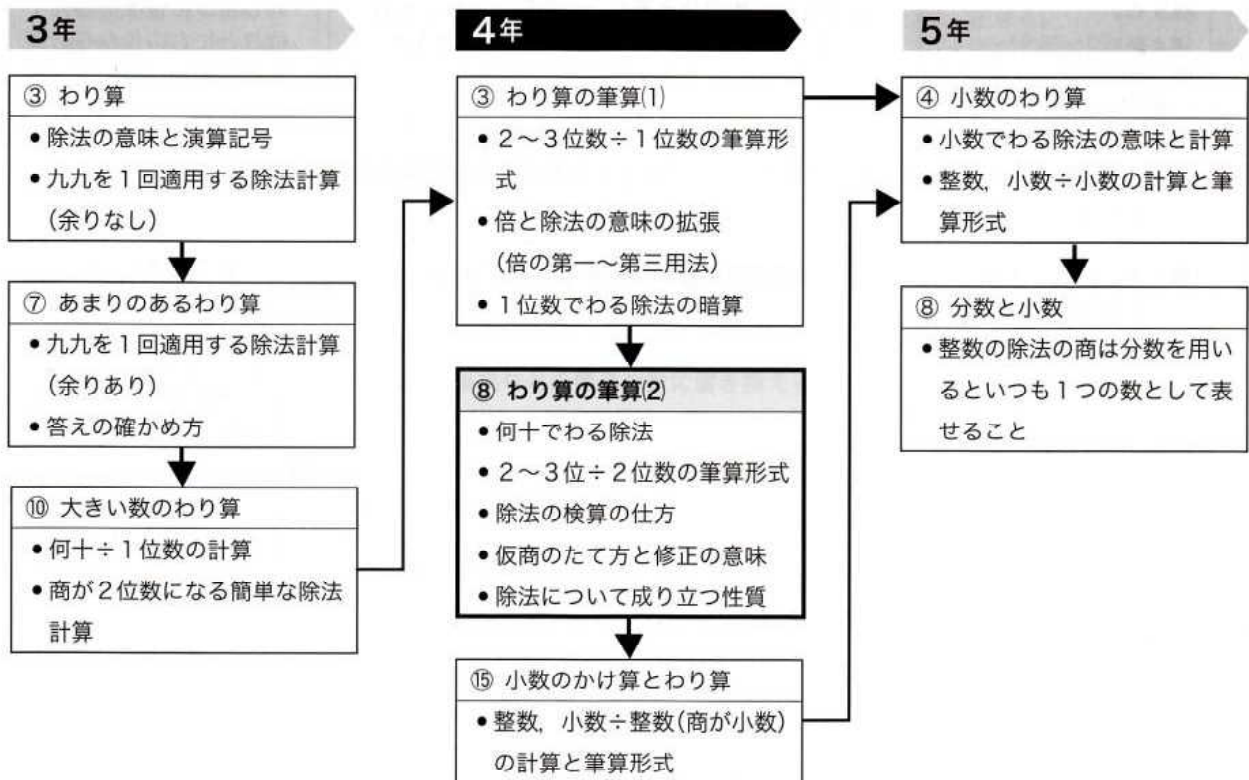 3年
③ わり算
• 除法の意味と演算記号
• 九九を1回適用する除法計算
(余りなし)
⑦ あまりのあるわり算
• 九九を1回適用する除法計算
(余りあり)
• 答えの確かめ方
⑩ 大きい数のわり算
• 何十÷1位数の計算
• 商が2位数になる簡単な除法
計算
4年
③ わり算の筆算⑴
• 2〜3位数÷1位数の筆算形
式
• 倍と除法の意味の拡張
(倍の第一〜第三用法)
• 1位数でわる除法の暗算
⑧ わり算の筆算⑵
• 何十でわる除法
• 2〜3位÷2位数の筆算形式
• 除法の検算の仕方
• 仮商のたて方と修正の意味
• 除法について成り立つ性質
⑮ 小数のかけ算とわり算
• 整数，小数÷整数(商が小数)
の計算と筆算形式
5年
④ 小数のわり算
• 小数でわる除法の意味と計算
• 整数，小数÷小数の計算と筆
算形式
⑧ 分数と小数
• 整数の除法の商は分数を用い
るといつも1つの数として表
せること